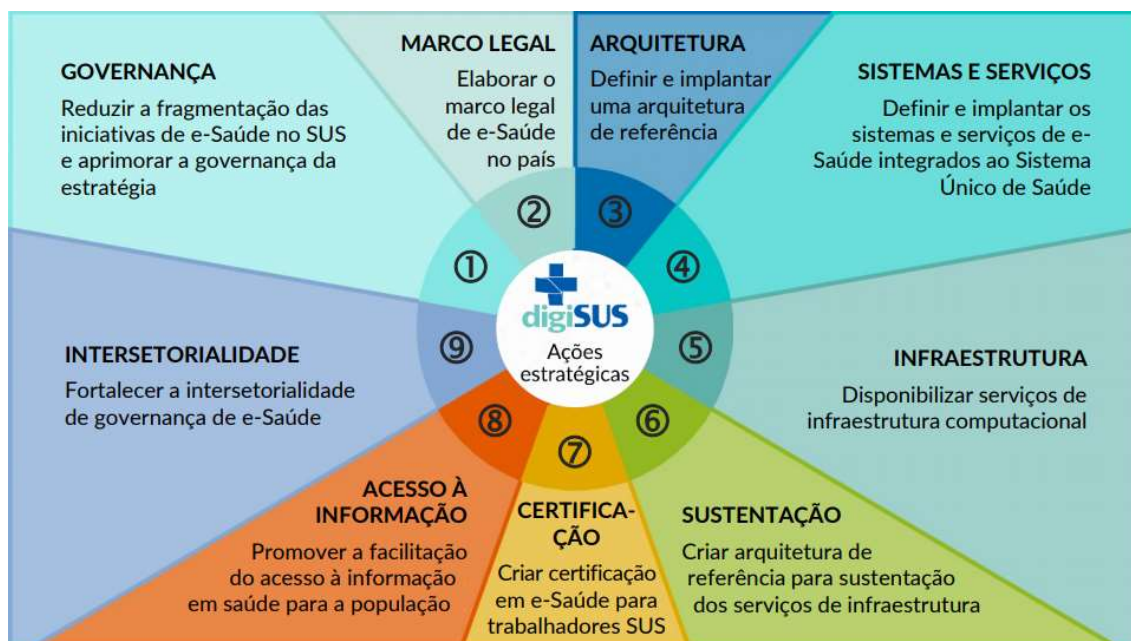 GOVERNANÇA
Reduzir a fragmentação das
iniciativas de e-Saúde no SUS
e aprimorar a governança da
estratégia
MARCO LEGAL
Elaborar o
marco legal
de e-Saúde
no país
ARQUITETURA
Definir e implantar
uma arquitetura
de referência
SISTEMAS E SERVIÇOS
Definir e implantar os
sistemas e serviços de e-
Saúde integrados ao Sistema
Único de Saúde
①
②
③
④
⑤
⑥
⑦
⑧
⑨
digiSUS
Ações
estratégicas
INFRAESTRUTURA
Disponibilizar serviços de
infraestrutura computacional
SUSTENTAÇÃO
Criar arquitetura de
referência para sustentação
dos serviços de infraestrutura
CERTIFICA-
ÇÃO
Criar certificação
em e-Saúde para
trabalhadores SUS
ACESSO À
INFORMAÇÃO
Promover a facilitação
do acesso à informação
em saúde para a população
INTERSETORIALIDADE
Fortalecer a intersetorialidade
de governança de e-Saúde